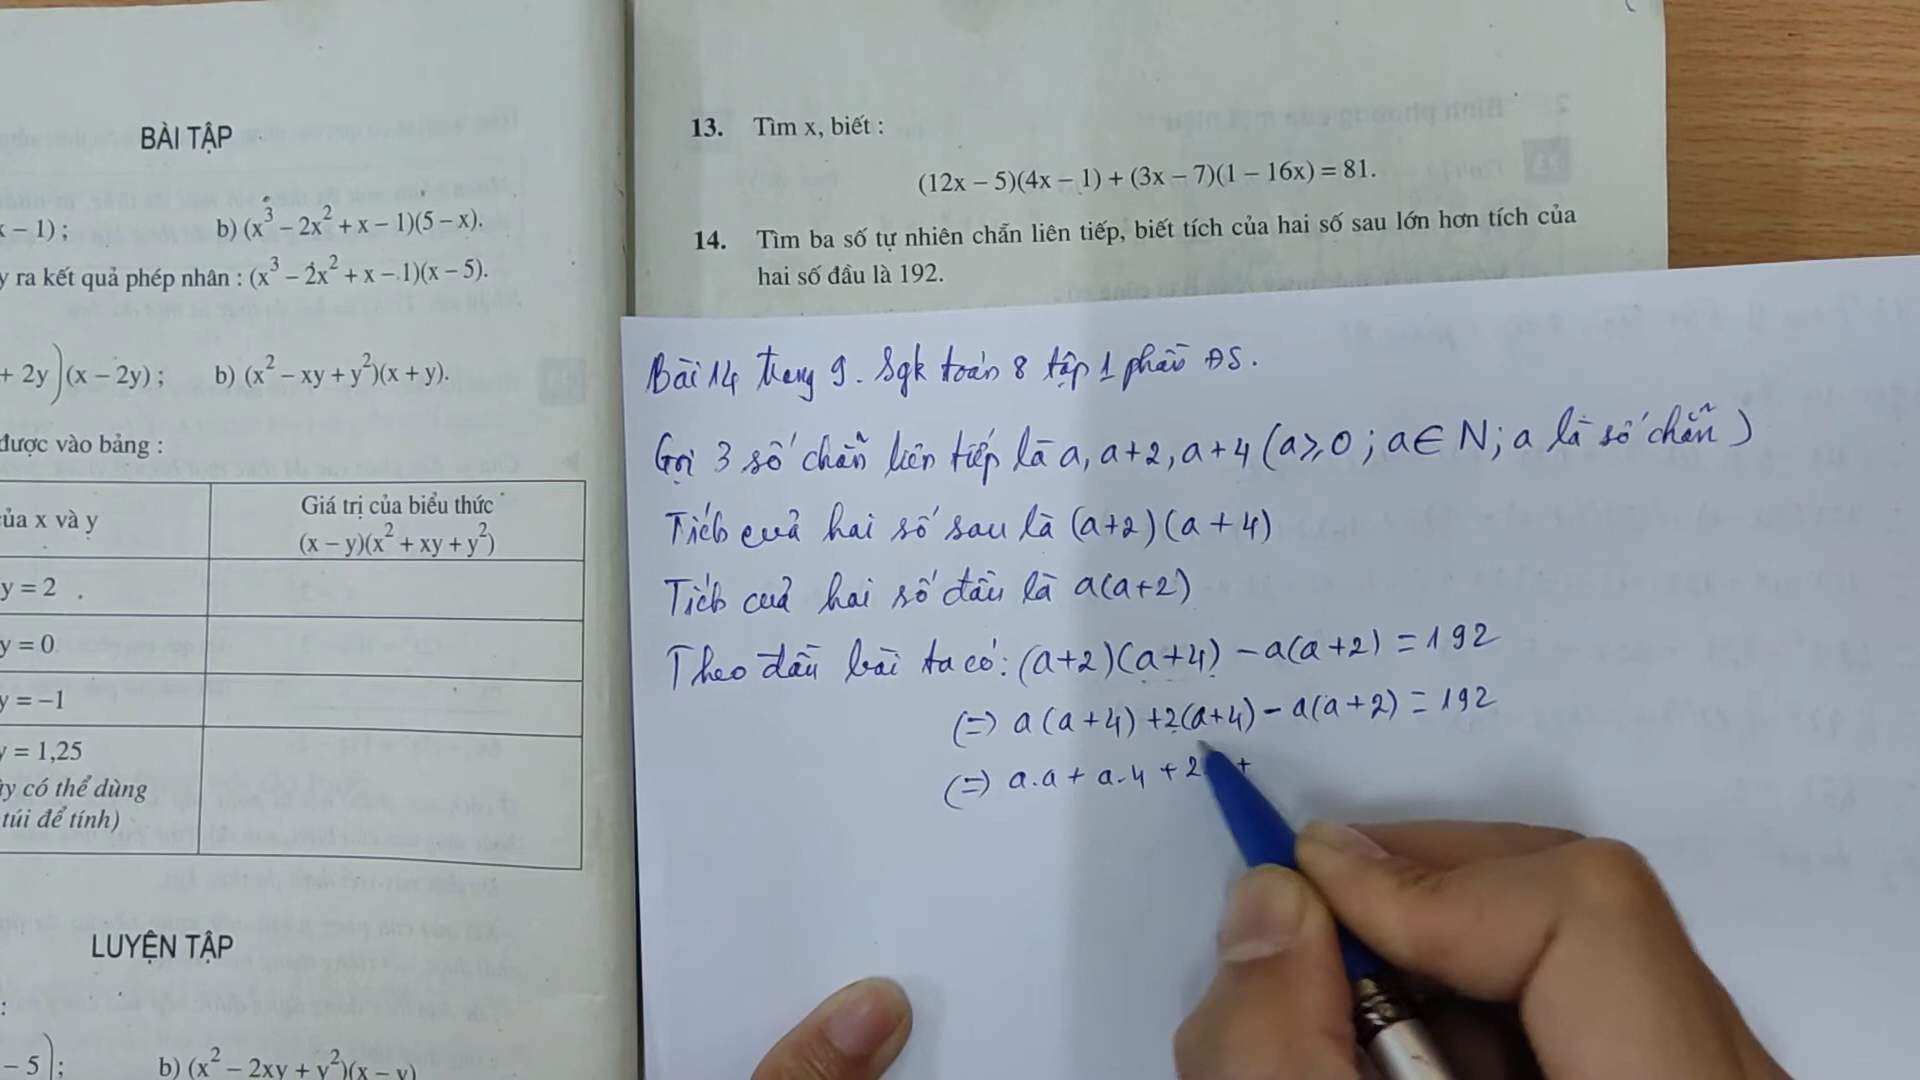 BÀI TẬP
x – 1) ;
b) (x³ – 2x² + x – 1)(5 – x).
y ra kết quả phép nhân : (x³ – 2x² + x – 1)(x – 5).
+ 2y)(x – 2y) ;
b) (x² – xy + y²)(x + y).
được vào bảng :
của x và y
Giá trị của biểu thức
(x – y)(x² + xy + y²)
y = 2
y = 0
y = –1
y = 1,25
ày có thể dùng
túi để tính)
LUYỆN TẬP
– 5) ;
b) (x² – 2xy + y²)(x – y)
13. Tìm x, biết :
(12x – 5)(4x – 1) + (3x – 7)(1 – 16x) = 81.
14. Tìm ba số tự nhiên chẵn liên tiếp, biết tích của hai số sau lớn hơn tích của
hai số đầu là 192.
Bài 14 trang 9. Sgk toán 8 tập 1 phần ĐS.
Gọi 3 số chẵn liên tiếp là a, a+2, a+4 (a ⩾ 0 ; a ∈ N ; a là số chẵn)
Tích của hai số sau là (a+2)(a+4)
Tích của hai số đầu là a(a+2)
Theo đầu bài ta có: (a+2)(a+4) – a(a+2) = 192
(=) a(a+4) + 2(a+4) – a(a+2) = 192
(=) a.a + a.4 + 2 +